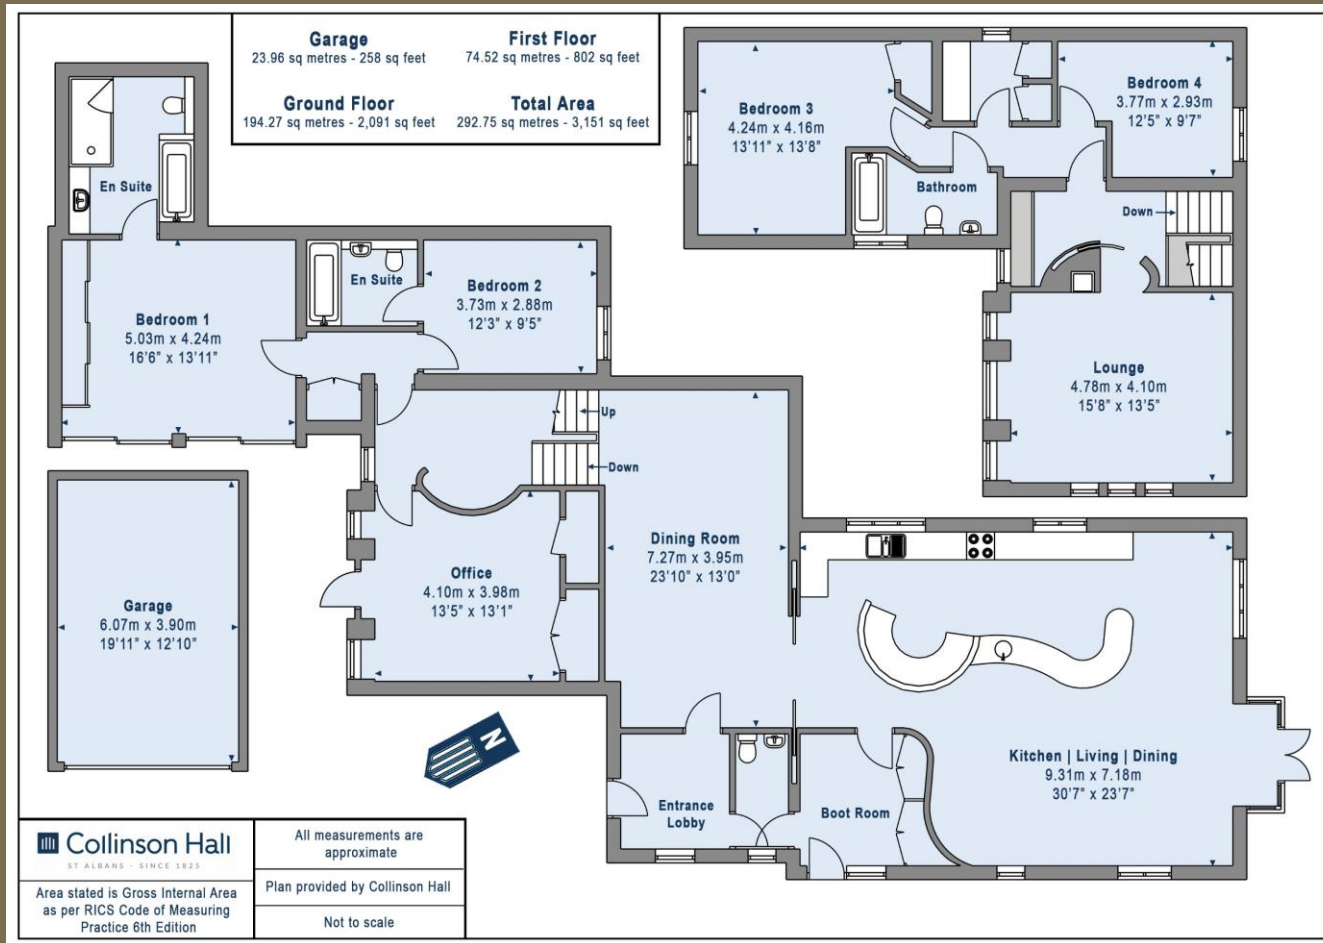 Garage
23.96 sq metres - 258 sq feet
First Floor
74.52 sq metres - 802 sq feet
Ground Floor
194.27 sq metres - 2,091 sq feet
Total Area
292.75 sq metres - 3,151 sq feet
En Suite
Bedroom 1
5.03m x 4.24m
16'6" x 13'11"
En Suite
Bedroom 2
3.73m x 2.88m
12'3" x 9'5"
Up
Down
Bedroom 3
4.24m x 4.16m
13'11" x 13'8"
Bedroom 4
3.77m x 2.93m
12'5" x 9'7"
Bathroom
Down
Lounge
4.78m x 4.10m
15'8" x 13'5"
Garage
6.07m x 3.90m
19'11" x 12'10"
Office
4.10m x 3.98m
13'5" x 13'1"
Dining Room
7.27m x 3.95m
23'10" x 13'0"
Kitchen | Living | Dining
9.31m x 7.18m
30'7" x 23'7"
N
Entrance
Lobby
Boot Room
Collinson Hall
ST ALBANS - SINCE 1825
Area stated is Gross Internal Area
as per RICS Code of Measuring
Practice 6th Edition
All measurements are
approximate
Plan provided by Collinson Hall
Not to scale